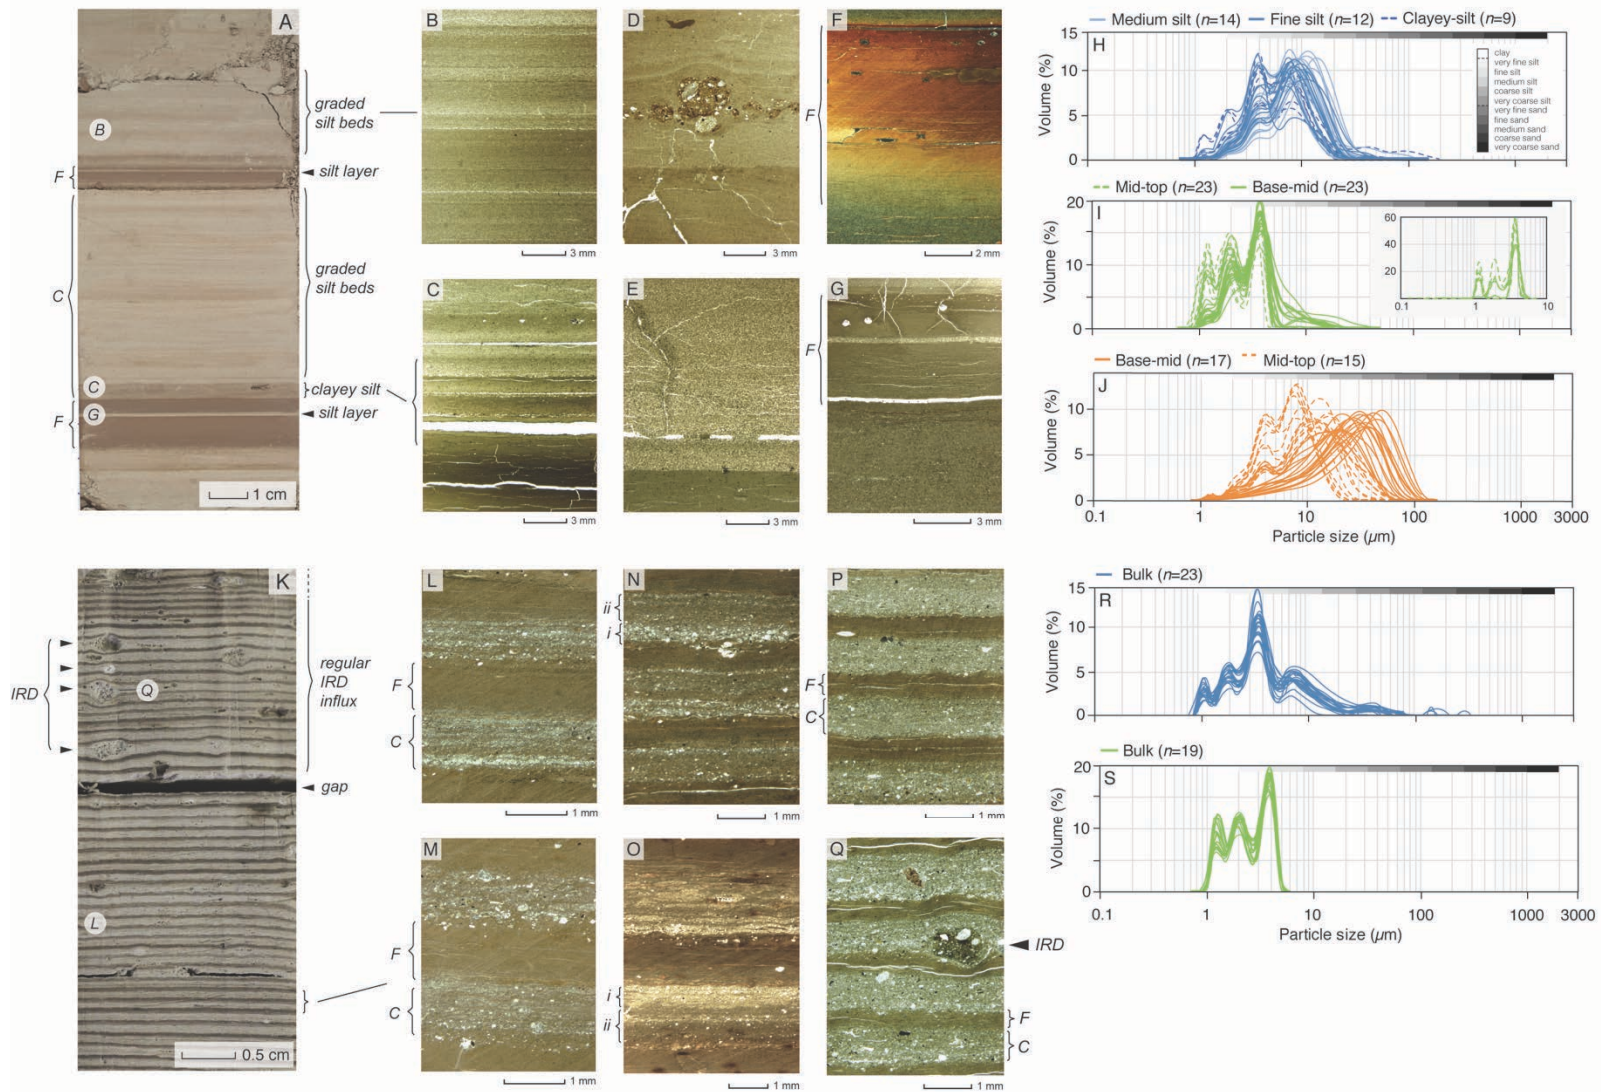 A
B
graded
silt beds
F
silt layer
C
graded
silt beds
C
clayey silt
G
silt layer
F
1 cm
B
3 mm
D
3 mm
F
F
2 mm
C
3 mm
E
3 mm
G
F
3 mm
Medium silt (n=14) Fine silt (n=12) Clayey-silt (n=9)
H
Volume (%)
15
10
5
0
clay
very fine silt
fine silt
medium silt
coarse silt
very coarse silt
very fine sand
fine sand
medium sand
coarse sand
very coarse sand
Mid-top (n=23) Base-mid (n=23)
I
Volume (%)
20
15
10
5
0
60
40
20
0.1 1 10
Base-mid (n=17) Mid-top (n=15)
J
Volume (%)
10
5
0
0.1 1 10 100 1000 3000
Particle size (µm)
K
IRD
Q
regular
IRD
influx
gap
L
0.5 cm
L
F
C
1 mm
N
ii
i
1 mm
P
F
C
1 mm
M
F
C
1 mm
O
i
ii
1 mm
Q
IRD
F
C
1 mm
Bulk (n=23)
R
Volume (%)
15
10
5
0
Bulk (n=19)
S
Volume (%)
20
10
0
0.1 1 10 100 1000 3000
Particle size (µm)